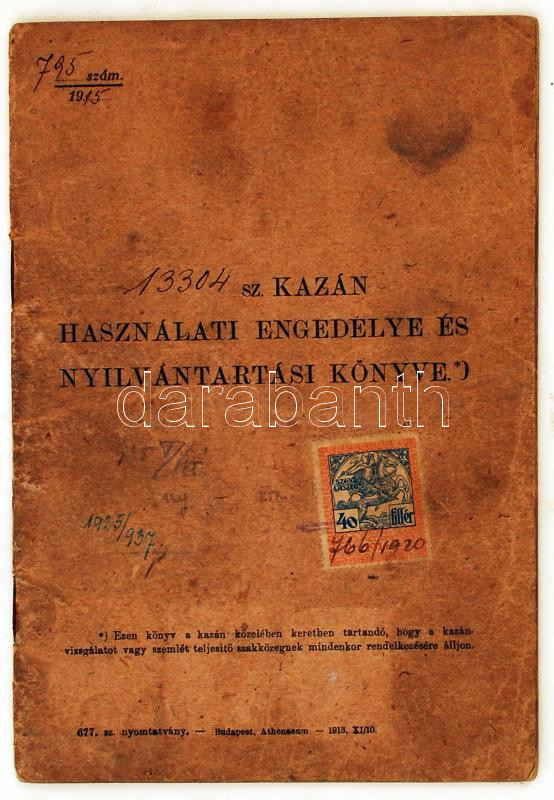 795 szám.
1915
13304 SZ. KAZÁN
HASZNÁLATI ENGEDÉLYE ÉS
NYILVÁNTARTÁSI KÖNYVE.*)
darabanth
1925/937.
40 fillér
766/1920
*) Ezen könyv a kazán közelében keretben tartandó, hogy a kazán-
vizsgálatot vagy szemlét teljesitő szakközegnek mindenkor rendelkezésére álljon.
677. sz. nyomtatvány. — Budapest, Athenaeum — 1913. XI/10.